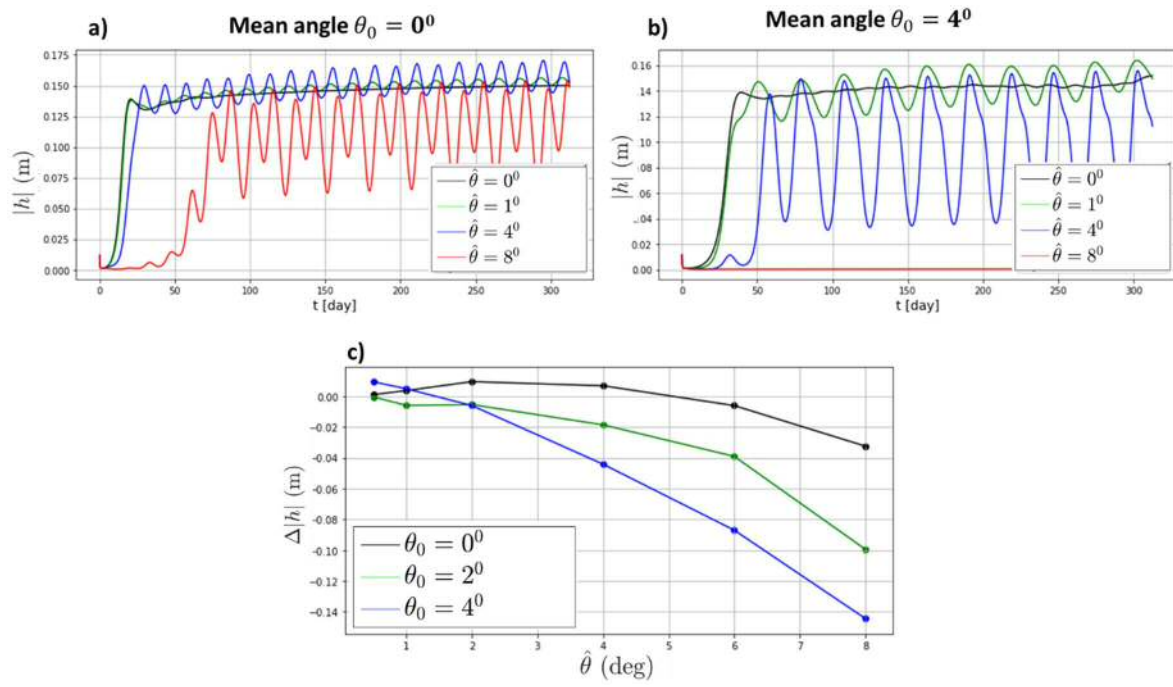 a)
Mean angle θ₀ = 0⁰
0.175
0.150
0.125
0.100
0.075
0.050
0.025
0.000
|h| (m)
θ̂ = 0⁰
θ̂ = 1⁰
θ̂ = 4⁰
θ̂ = 8⁰
0 50 100 150 200 250 300
t [day]
b)
Mean angle θ₀ = 4⁰
0.16
.14
.12
.10
.08
.06
.04
.02
0.00
|h| (m)
θ̂ = 0⁰
θ̂ = 1⁰
θ̂ = 4⁰
θ̂ = 8⁰
0 50 100 150 200 250 300
t [day]
c)
0.00
−0.02
−0.04
−0.06
−0.08
−0.10
−0.12
−0.14
Δ|h| (m)
θ₀ = 0⁰
θ₀ = 2⁰
θ₀ = 4⁰
1 2 3 4 5 6 7 8
θ̂ (deg)